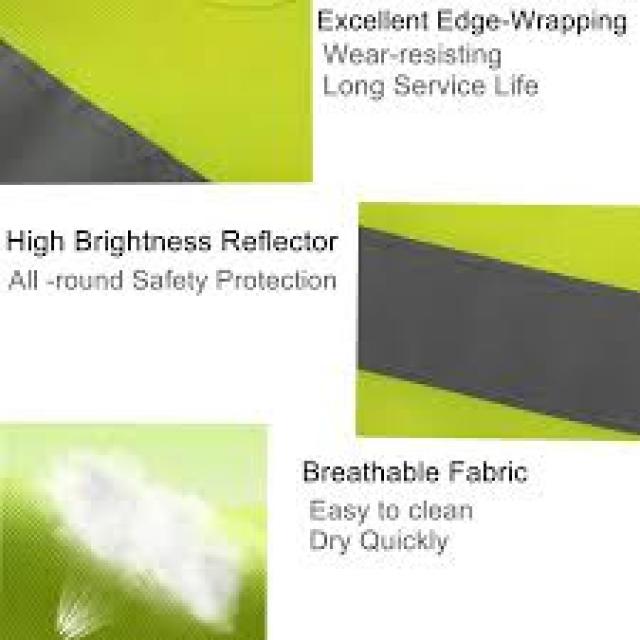 Excellent Edge-Wrapping
Wear-resisting
Long Service Life
High Brightness Reflector
All -round Safety Protection
Breathable Fabric
Easy to clean
Dry Quickly